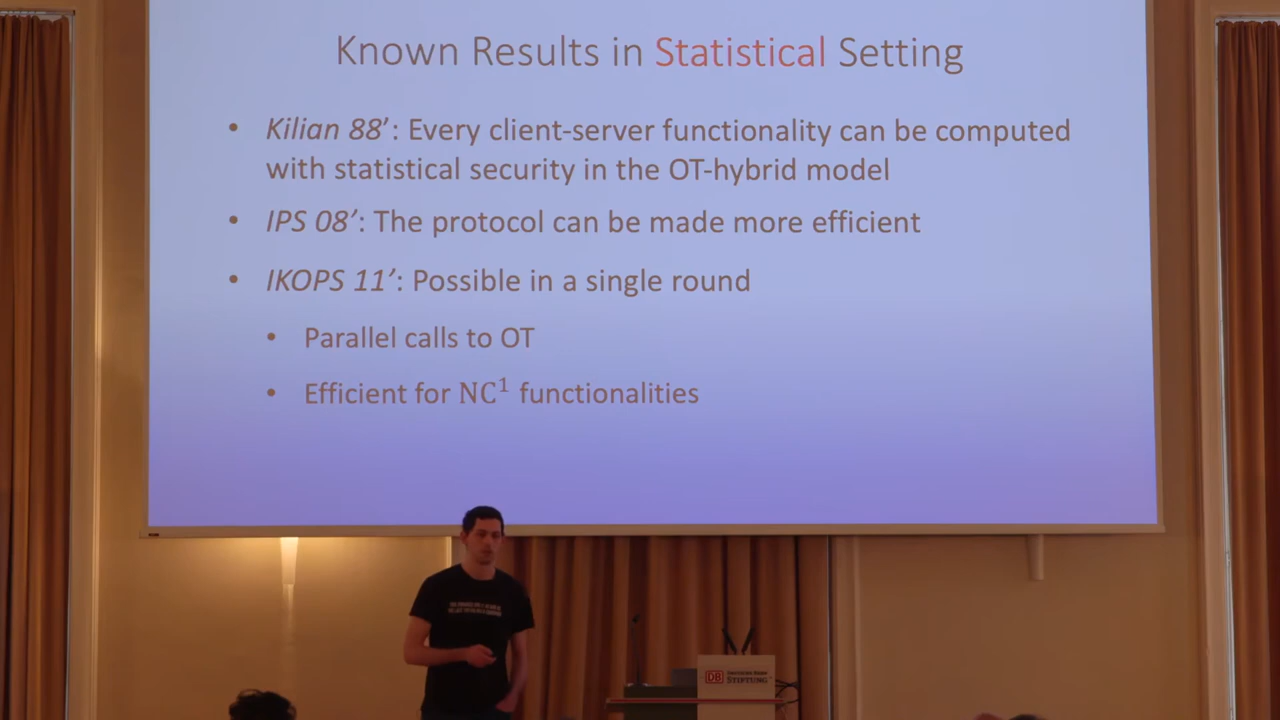 Known Results in Statistical Setting
• Kilian 88’: Every client-server functionality can be computed
with statistical security in the OT-hybrid model
• IPS 08’: The protocol can be made more efficient
• IKOPS 11’: Possible in a single round
• Parallel calls to OT
• Efficient for NC¹ functionalities
DB
STIFTUNG